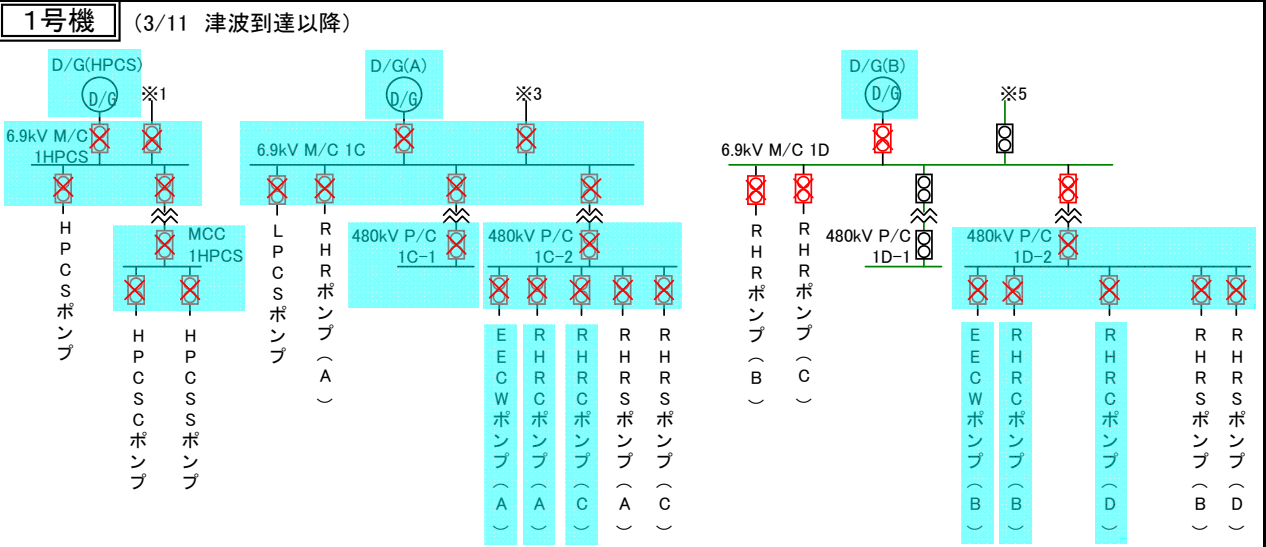 1号機
(3/11 津波到達以降)
D/G(HPCS)
D/G
※1
6.9kV M/C
1HPCS
MCC
1HPCS
HPCSポンプ
HPCSCポンプ
HPCSSポンプ
D/G(A)
D/G
※3
6.9kV M/C 1C
LPCSポンプ
RHRポンプ(A)
480kV P/C
1C-1
480kV P/C
1C-2
EECWポンプ(A)
RHRCポンプ(A)
RHRCポンプ(C)
RHRSポンプ(A)
RHRSポンプ(C)
D/G(B)
D/G
※5
6.9kV M/C 1D
RHRポンプ(B)
RHRポンプ(C)
480kV P/C
1D-1
480kV P/C
1D-2
EECWポンプ(B)
RHRCポンプ(B)
RHRCポンプ(D)
RHRSポンプ(B)
RHRSポンプ(D)